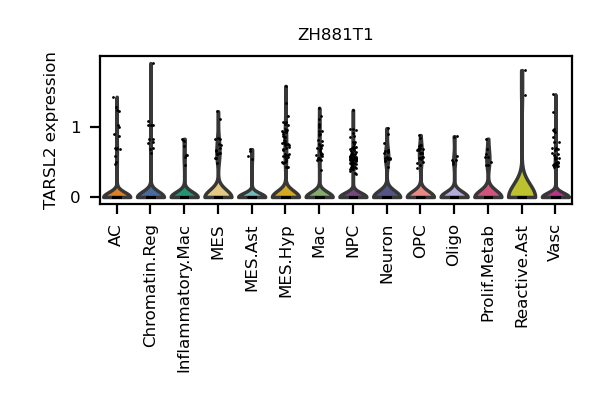 ZH881T1
TARSL2 expression
1
0
AC
Chromatin.Reg
Inflammatory.Mac
MES
MES.Ast
MES.Hyp
Mac
NPC
Neuron
OPC
Oligo
Prolif.Metab
Reactive.Ast
Vasc